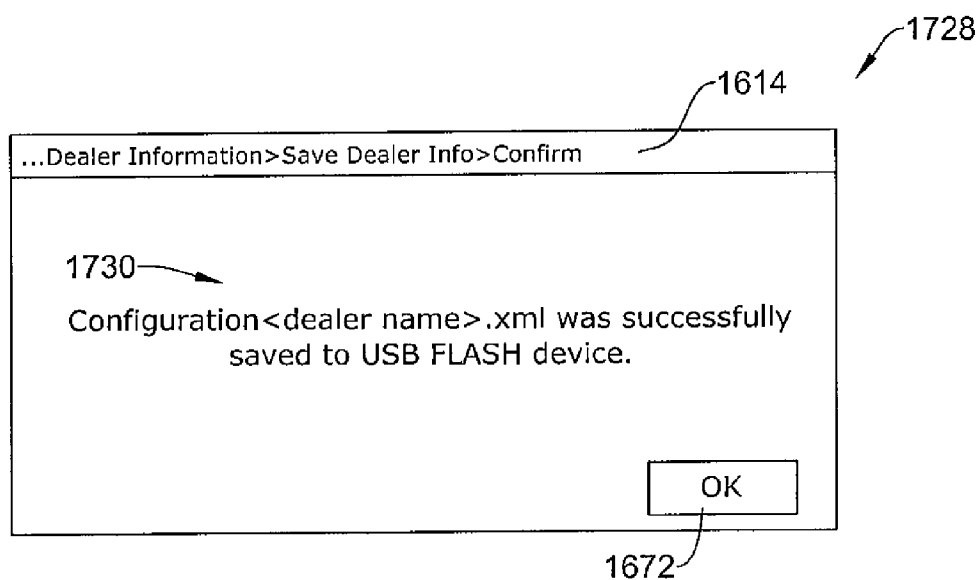 1728
1614
...Dealer Information>Save Dealer Info>Confirm
1730
Configuration<dealer name>.xml was successfully
saved to USB FLASH device.
OK
1672